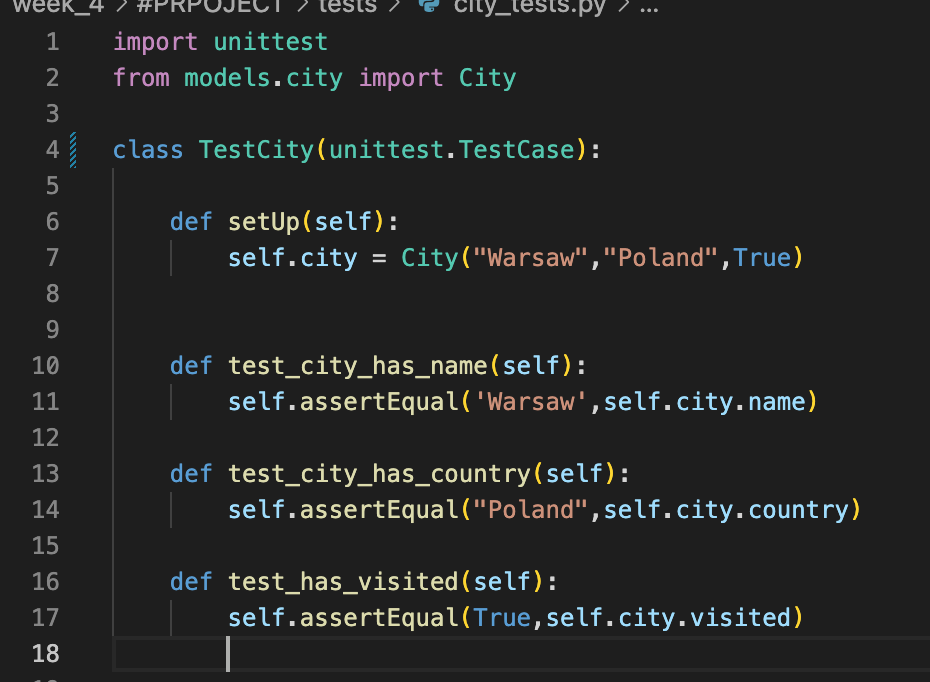 week_4 > #PRPOJECT > tests > city_tests.py > ...
1 import unittest
2 from models.city import City
3
4 class TestCity(unittest.TestCase):
5
6 def setUp(self):
7 self.city = City("Warsaw","Poland",True)
8
9
10 def test_city_has_name(self):
11 self.assertEqual('Warsaw',self.city.name)
12
13 def test_city_has_country(self):
14 self.assertEqual("Poland",self.city.country)
15
16 def test_has_visited(self):
17 self.assertEqual(True,self.city.visited)
18